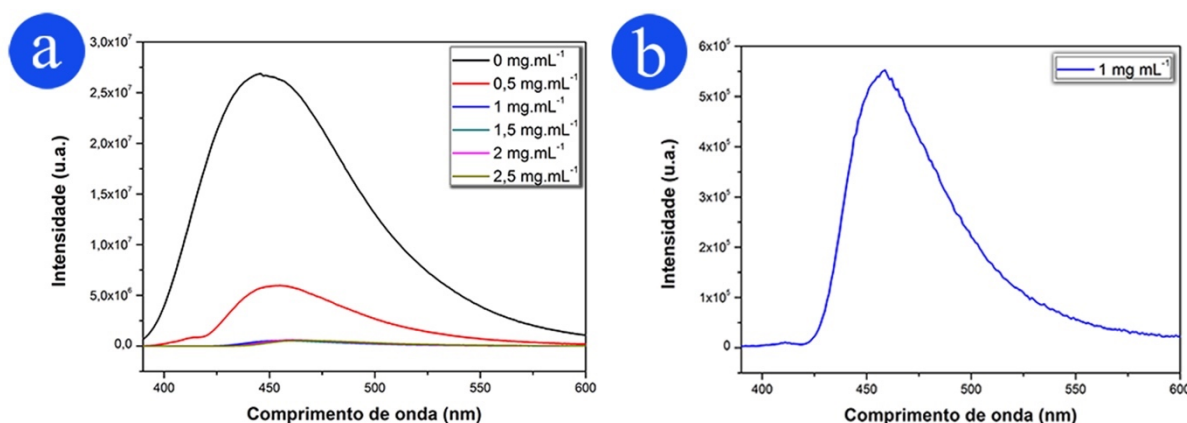 a
Intensidade (u.a.)
3,0x10⁷
2,5x10⁷
2,0x10⁷
1,5x10⁷
1,0x10⁷
5,0x10⁶
0,0
0 mg.mL⁻¹
0,5 mg.mL⁻¹
1 mg.mL⁻¹
1,5 mg.mL⁻¹
2 mg.mL⁻¹
2,5 mg.mL⁻¹
400 450 500 550 600
Comprimento de onda (nm)
b
Intensidade (u.a.)
6x10⁵
5x10⁵
4x10⁵
3x10⁵
2x10⁵
1x10⁵
0
1 mg mL⁻¹
400 450 500 550 600
Comprimento de onda (nm)